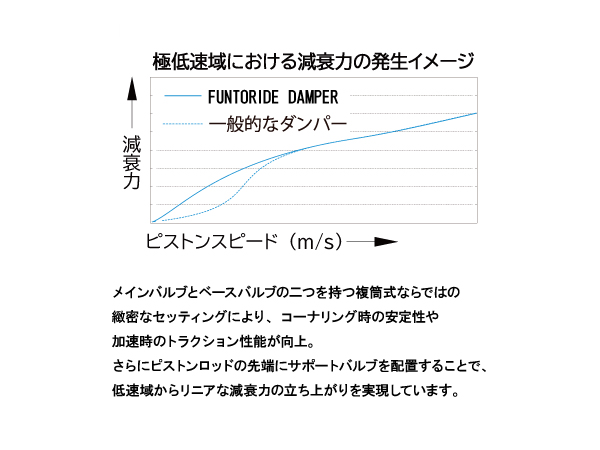 極低速域における減衰力の発生イメージ
FUNTORIDE DAMPER
一般的なダンパー
減衰力
ピストンスピード（m/s）
メインバルブとベースバルブの二つを持つ複筒式ならではの
緻密なセッティングにより、コーナリング時の安定性や
加速時のトラクション性能が向上。
さらにピストンロッドの先端にサポートバルブを配置することで、
低速域からリニアな減衰力の立ち上がりを実現しています。